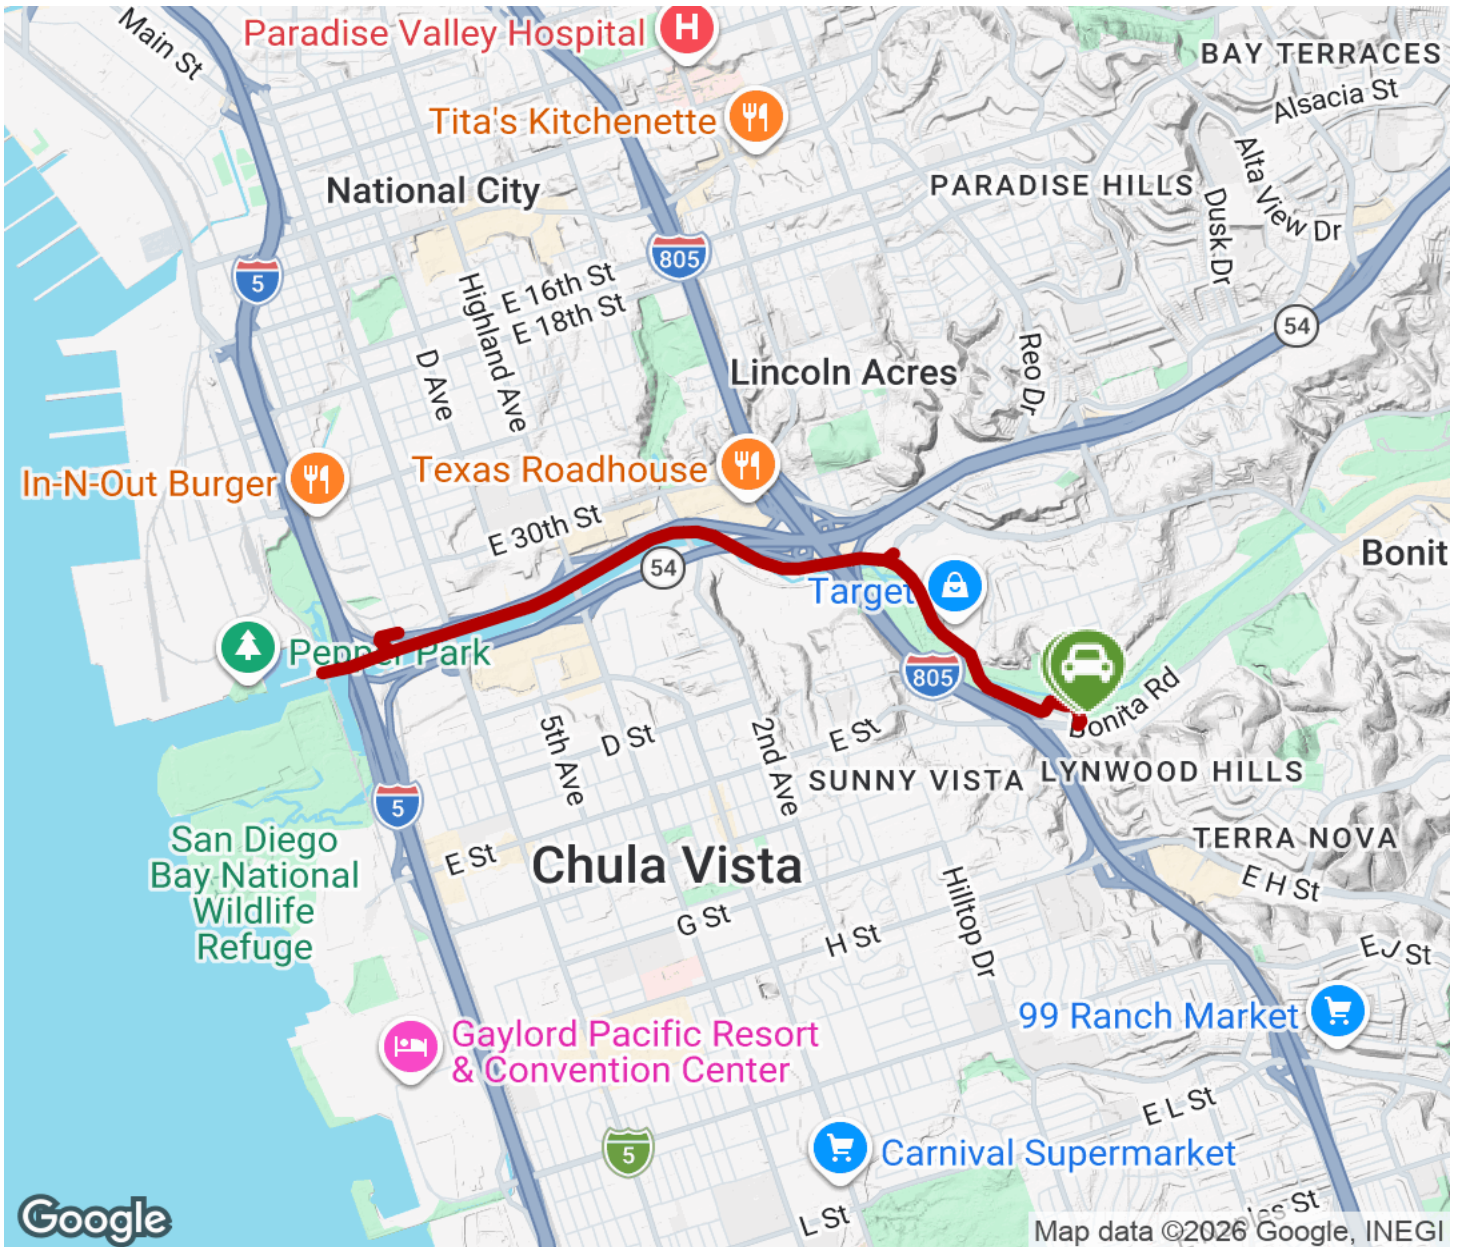 Main St
Paradise Valley Hospital
H
BAY TERRACES
Alsacia St
Tita's Kitchenette
Alta View Dr
National City
PARADISE HILLS
Dusk Dr
805
5
E 16th St
Highland Ave
E 18th St
54
D Ave
Lincoln Acres
Reo Dr
In-N-Out Burger
Texas Roadhouse
E 30th St
54
Bonit
Target
Pepper Park
805
Bonita Rd
5th Ave
D St
2nd Ave
E St
SUNNY VISTA
LYNWOOD HILLS
5
San Diego
Bay National
Wildlife
Refuge
E St
Chula Vista
TERRA NOVA
E H St
Hilltop Dr
G St
H St
E J St
99 Ranch Market
Gaylord Pacific Resort
& Convention Center
E L St
5
Carnival Supermarket
L St
Google
Map data ©2026 Google, INEGI